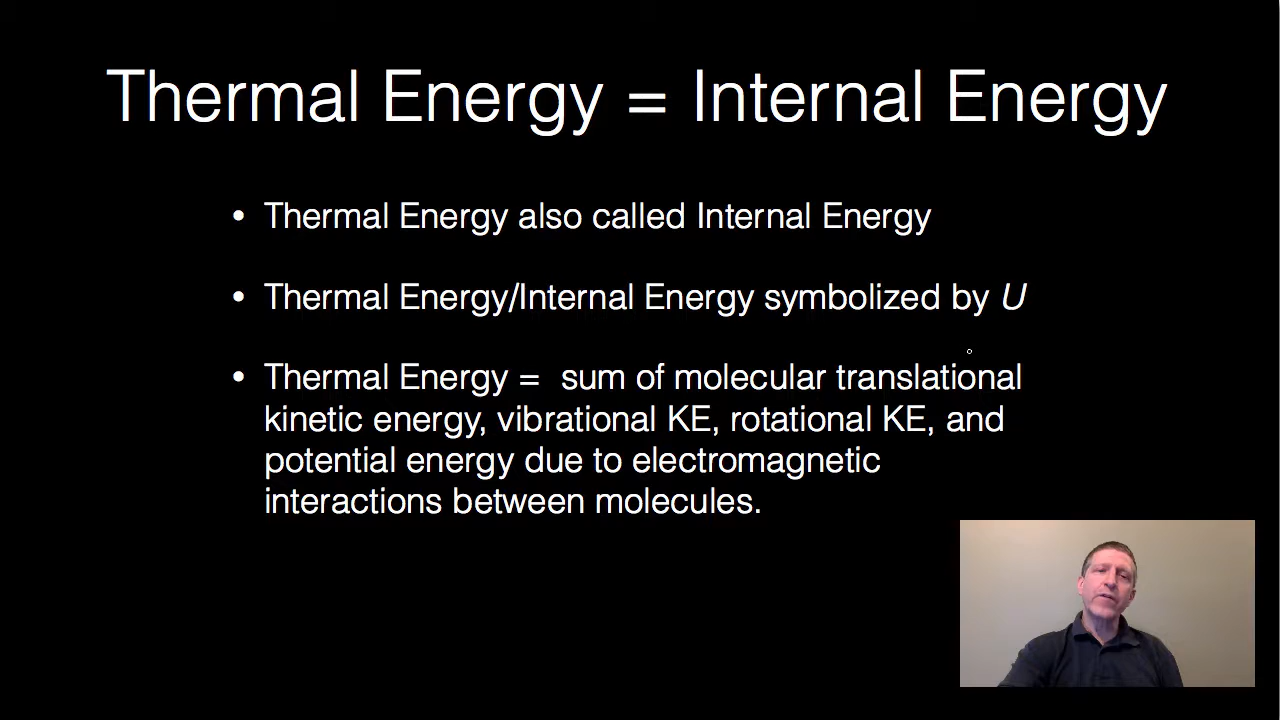 Thermal Energy = Internal Energy
• Thermal Energy also called Internal Energy
• Thermal Energy/Internal Energy symbolized by U
• Thermal Energy = sum of molecular translational
kinetic energy, vibrational KE, rotational KE, and
potential energy due to electromagnetic
interactions between molecules.